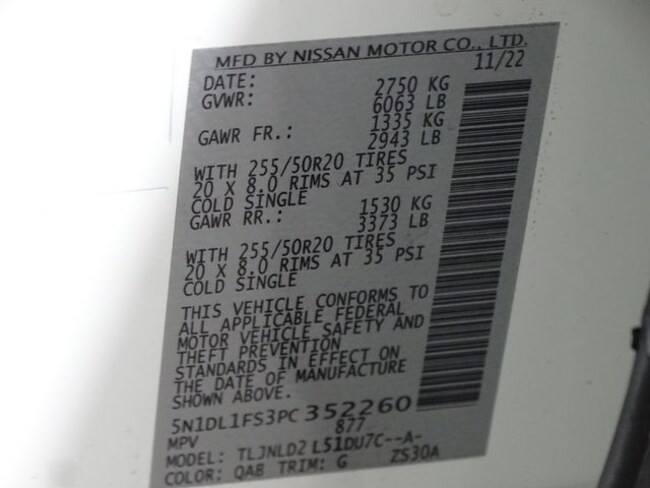 MFD BY NISSAN MOTOR CO., LTD.
DATE: 11/22
GVWR: 2750 KG
6063 LB
GAWR FR.: 1335 KG
2943 LB
WITH 255/50R20 TIRES
20 X 8.0 RIMS AT 35 PSI
COLD SINGLE
GAWR RR.: 1530 KG
3373 LB
WITH 255/50R20 TIRES
20 X 8.0 RIMS AT 35 PSI
COLD SINGLE
THIS VEHICLE CONFORMS TO
ALL APPLICABLE FEDERAL
MOTOR VEHICLE SAFETY AND
THEFT PREVENTION
STANDARDS IN EFFECT ON
THE DATE OF MANUFACTURE
SHOWN ABOVE.
5N1DL1FS3PC352260
MPV 877
MODEL: TLJNLD2 L51DU7C--A-
COLOR: QAB TRIM: G ZS30A